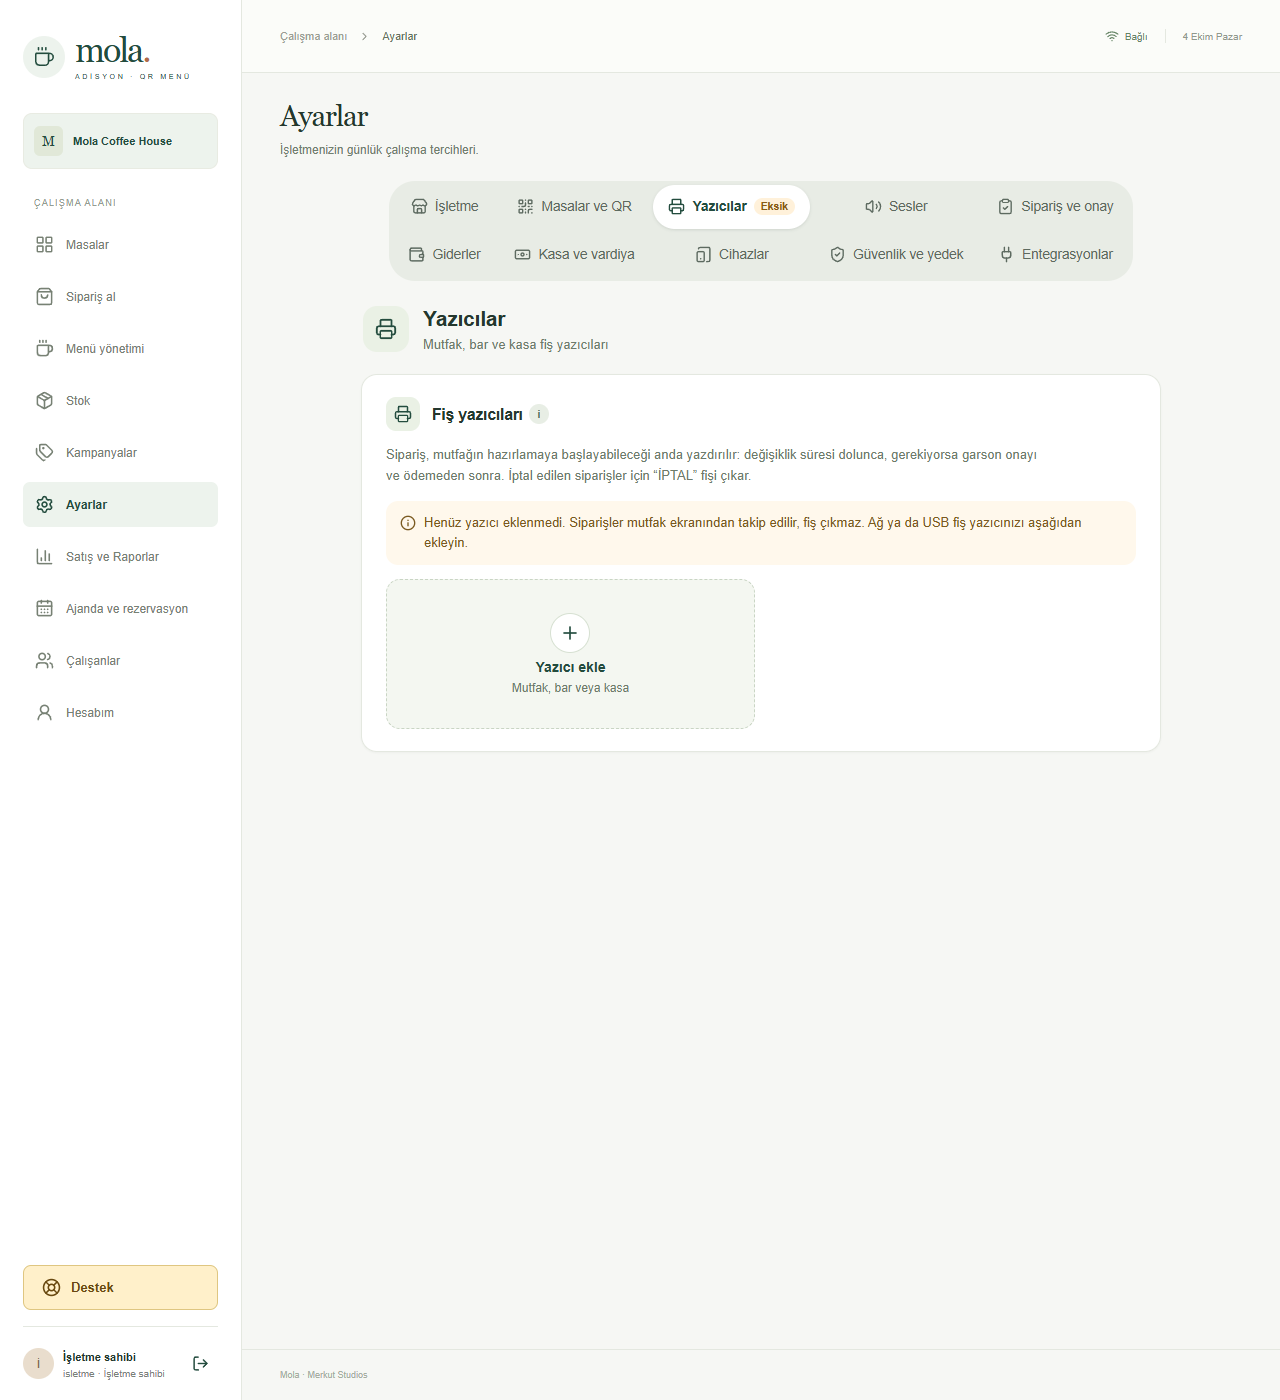 mola.
ADİSYON · QR MENÜ
M
Mola Coffee House
ÇALIŞMA ALANI
Masalar
Sipariş al
Menü yönetimi
Stok
Kampanyalar
Ayarlar
Satış ve Raporlar
Ajanda ve rezervasyon
Çalışanlar
Hesabım
Destek
i
İşletme sahibi
isletme · İşletme sahibi
Çalışma alanı > Ayarlar
Bağlı
4 Ekim Pazar
Ayarlar
İşletmenizin günlük çalışma tercihleri.
İşletme
Masalar ve QR
Yazıcılar
Eksik
Sesler
Sipariş ve onay
Giderler
Kasa ve vardiya
Cihazlar
Güvenlik ve yedek
Entegrasyonlar
Yazıcılar
Mutfak, bar ve kasa fiş yazıcıları
Fiş yazıcıları
i
Sipariş, mutfağın hazırlamaya başlayabileceği anda yazdırılır: değişiklik süresi dolunca, gerekiyorsa garson onayı
ve ödemeden sonra. İptal edilen siparişler için “İPTAL” fişi çıkar.
Henüz yazıcı eklenmedi. Siparişler mutfak ekranından takip edilir, fiş çıkmaz. Ağ ya da USB fiş yazıcınızı aşağıdan
ekleyin.
Yazıcı ekle
Mutfak, bar veya kasa
Mola · Merkut Studios